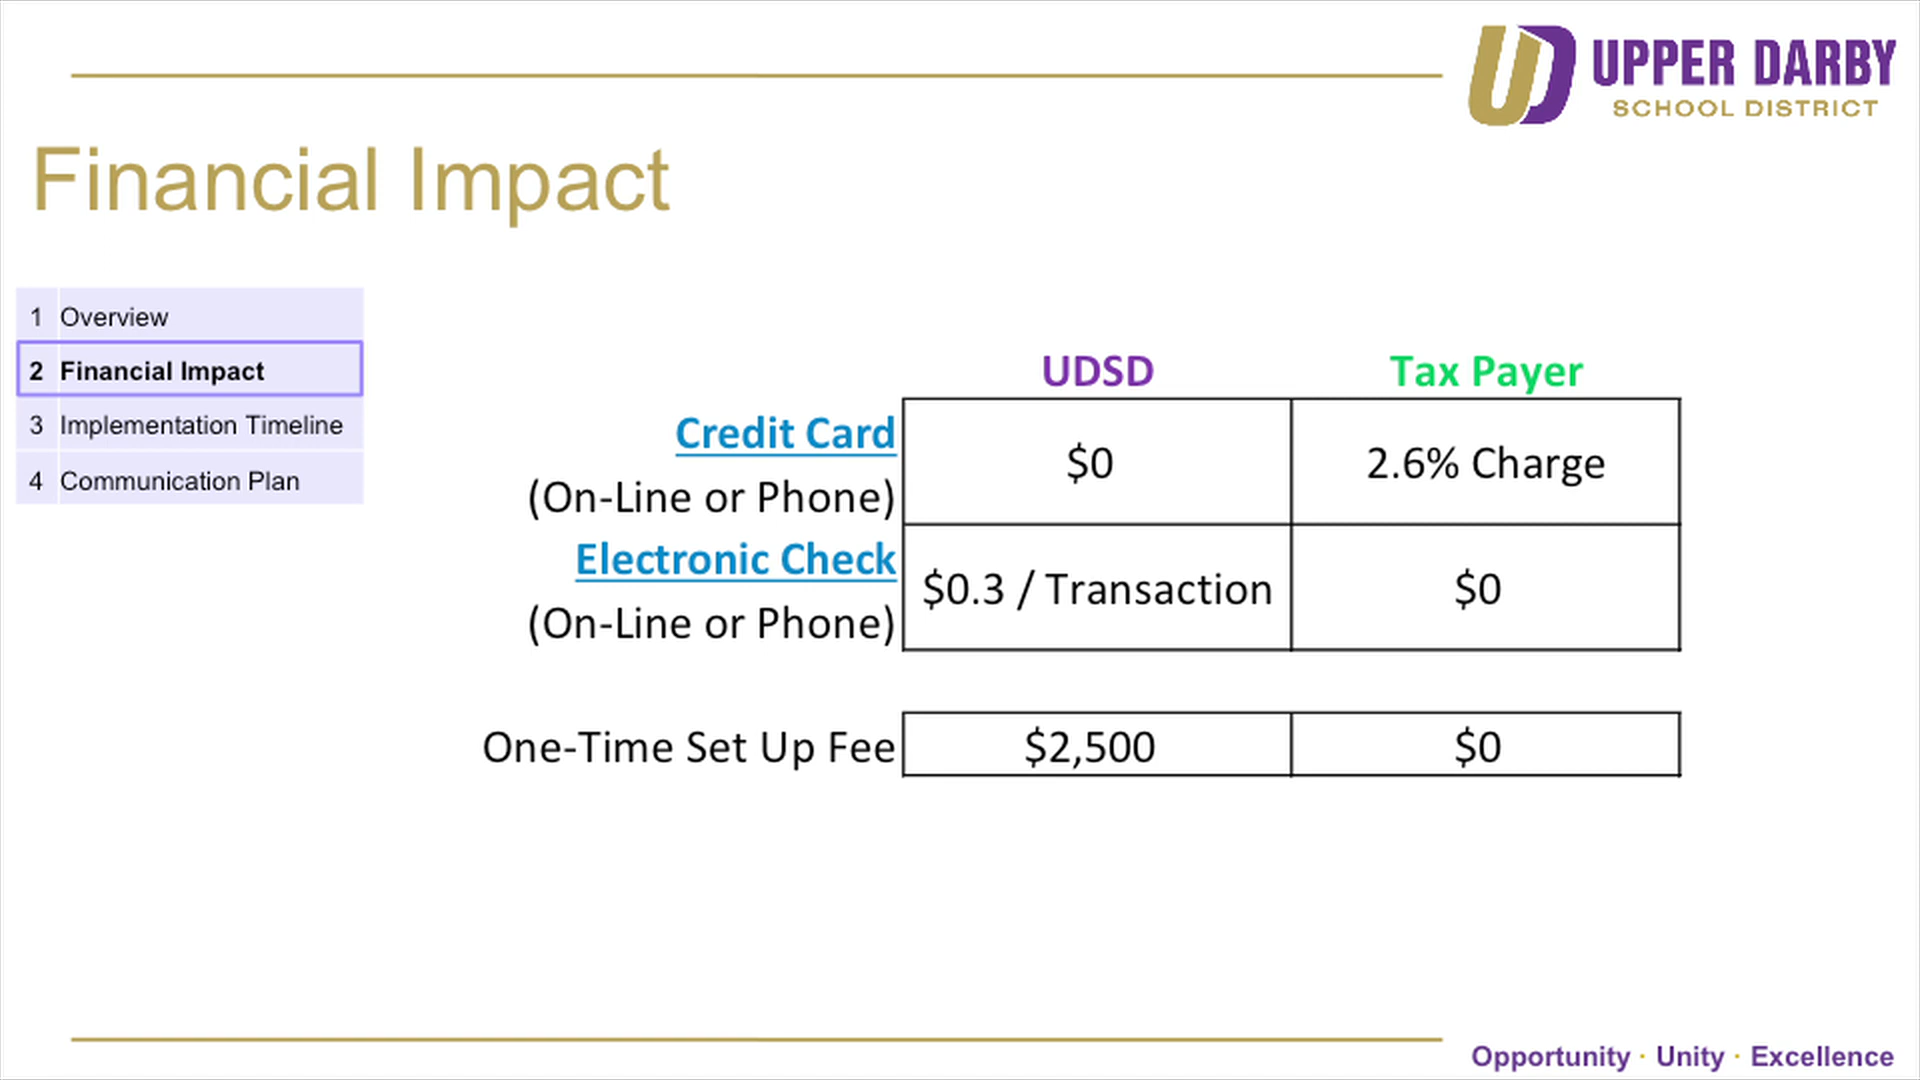 UPPER DARBY
SCHOOL DISTRICT
Financial Impact
1 Overview
2 Financial Impact
3 Implementation Timeline
4 Communication Plan
UDSD Tax Payer
Credit Card
(On-Line or Phone) $0 2.6% Charge
Electronic Check
(On-Line or Phone) $0.3 / Transaction $0
One-Time Set Up Fee $2,500 $0
Opportunity · Unity · Excellence